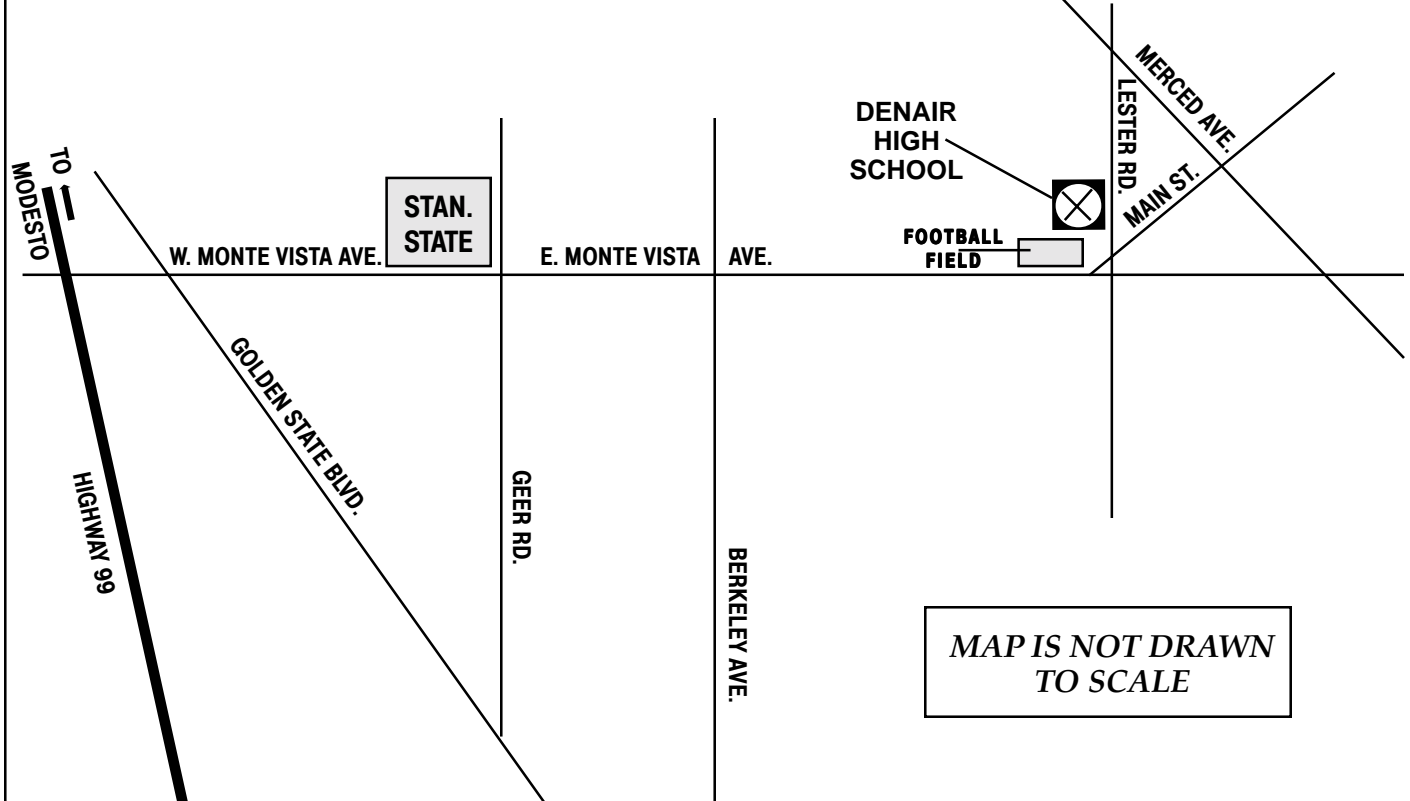 MERCED AVE.
LESTER RD.
MAIN ST.
DENAIR
HIGH
SCHOOL
TO
MODESTO
STAN.
STATE
FOOTBALL
FIELD
W. MONTE VISTA AVE.
E. MONTE VISTA AVE.
GOLDEN STATE BLVD.
HIGHWAY 99
GEER RD.
BERKELEY AVE.
MAP IS NOT DRAWN
TO SCALE